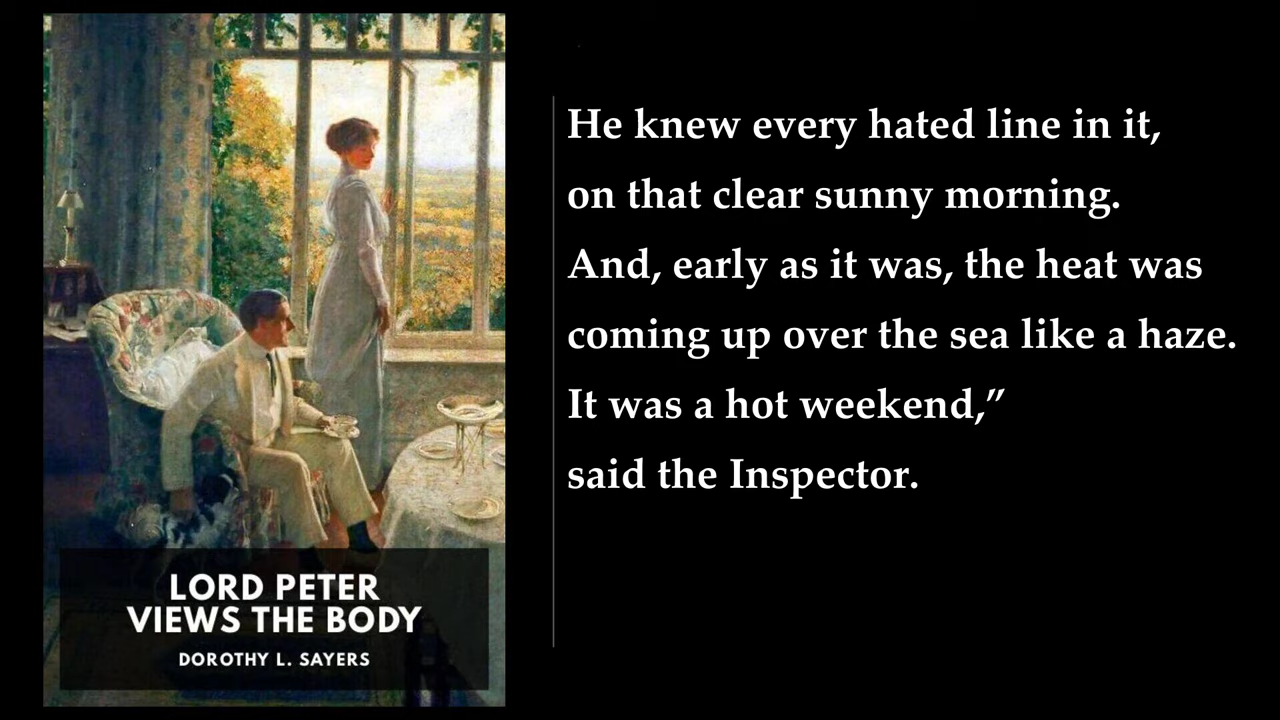 LORD PETER
VIEWS THE BODY
DOROTHY L. SAYERS
He knew every hated line in it,
on that clear sunny morning.
And, early as it was, the heat was
coming up over the sea like a haze.
It was a hot weekend,”
said the Inspector.